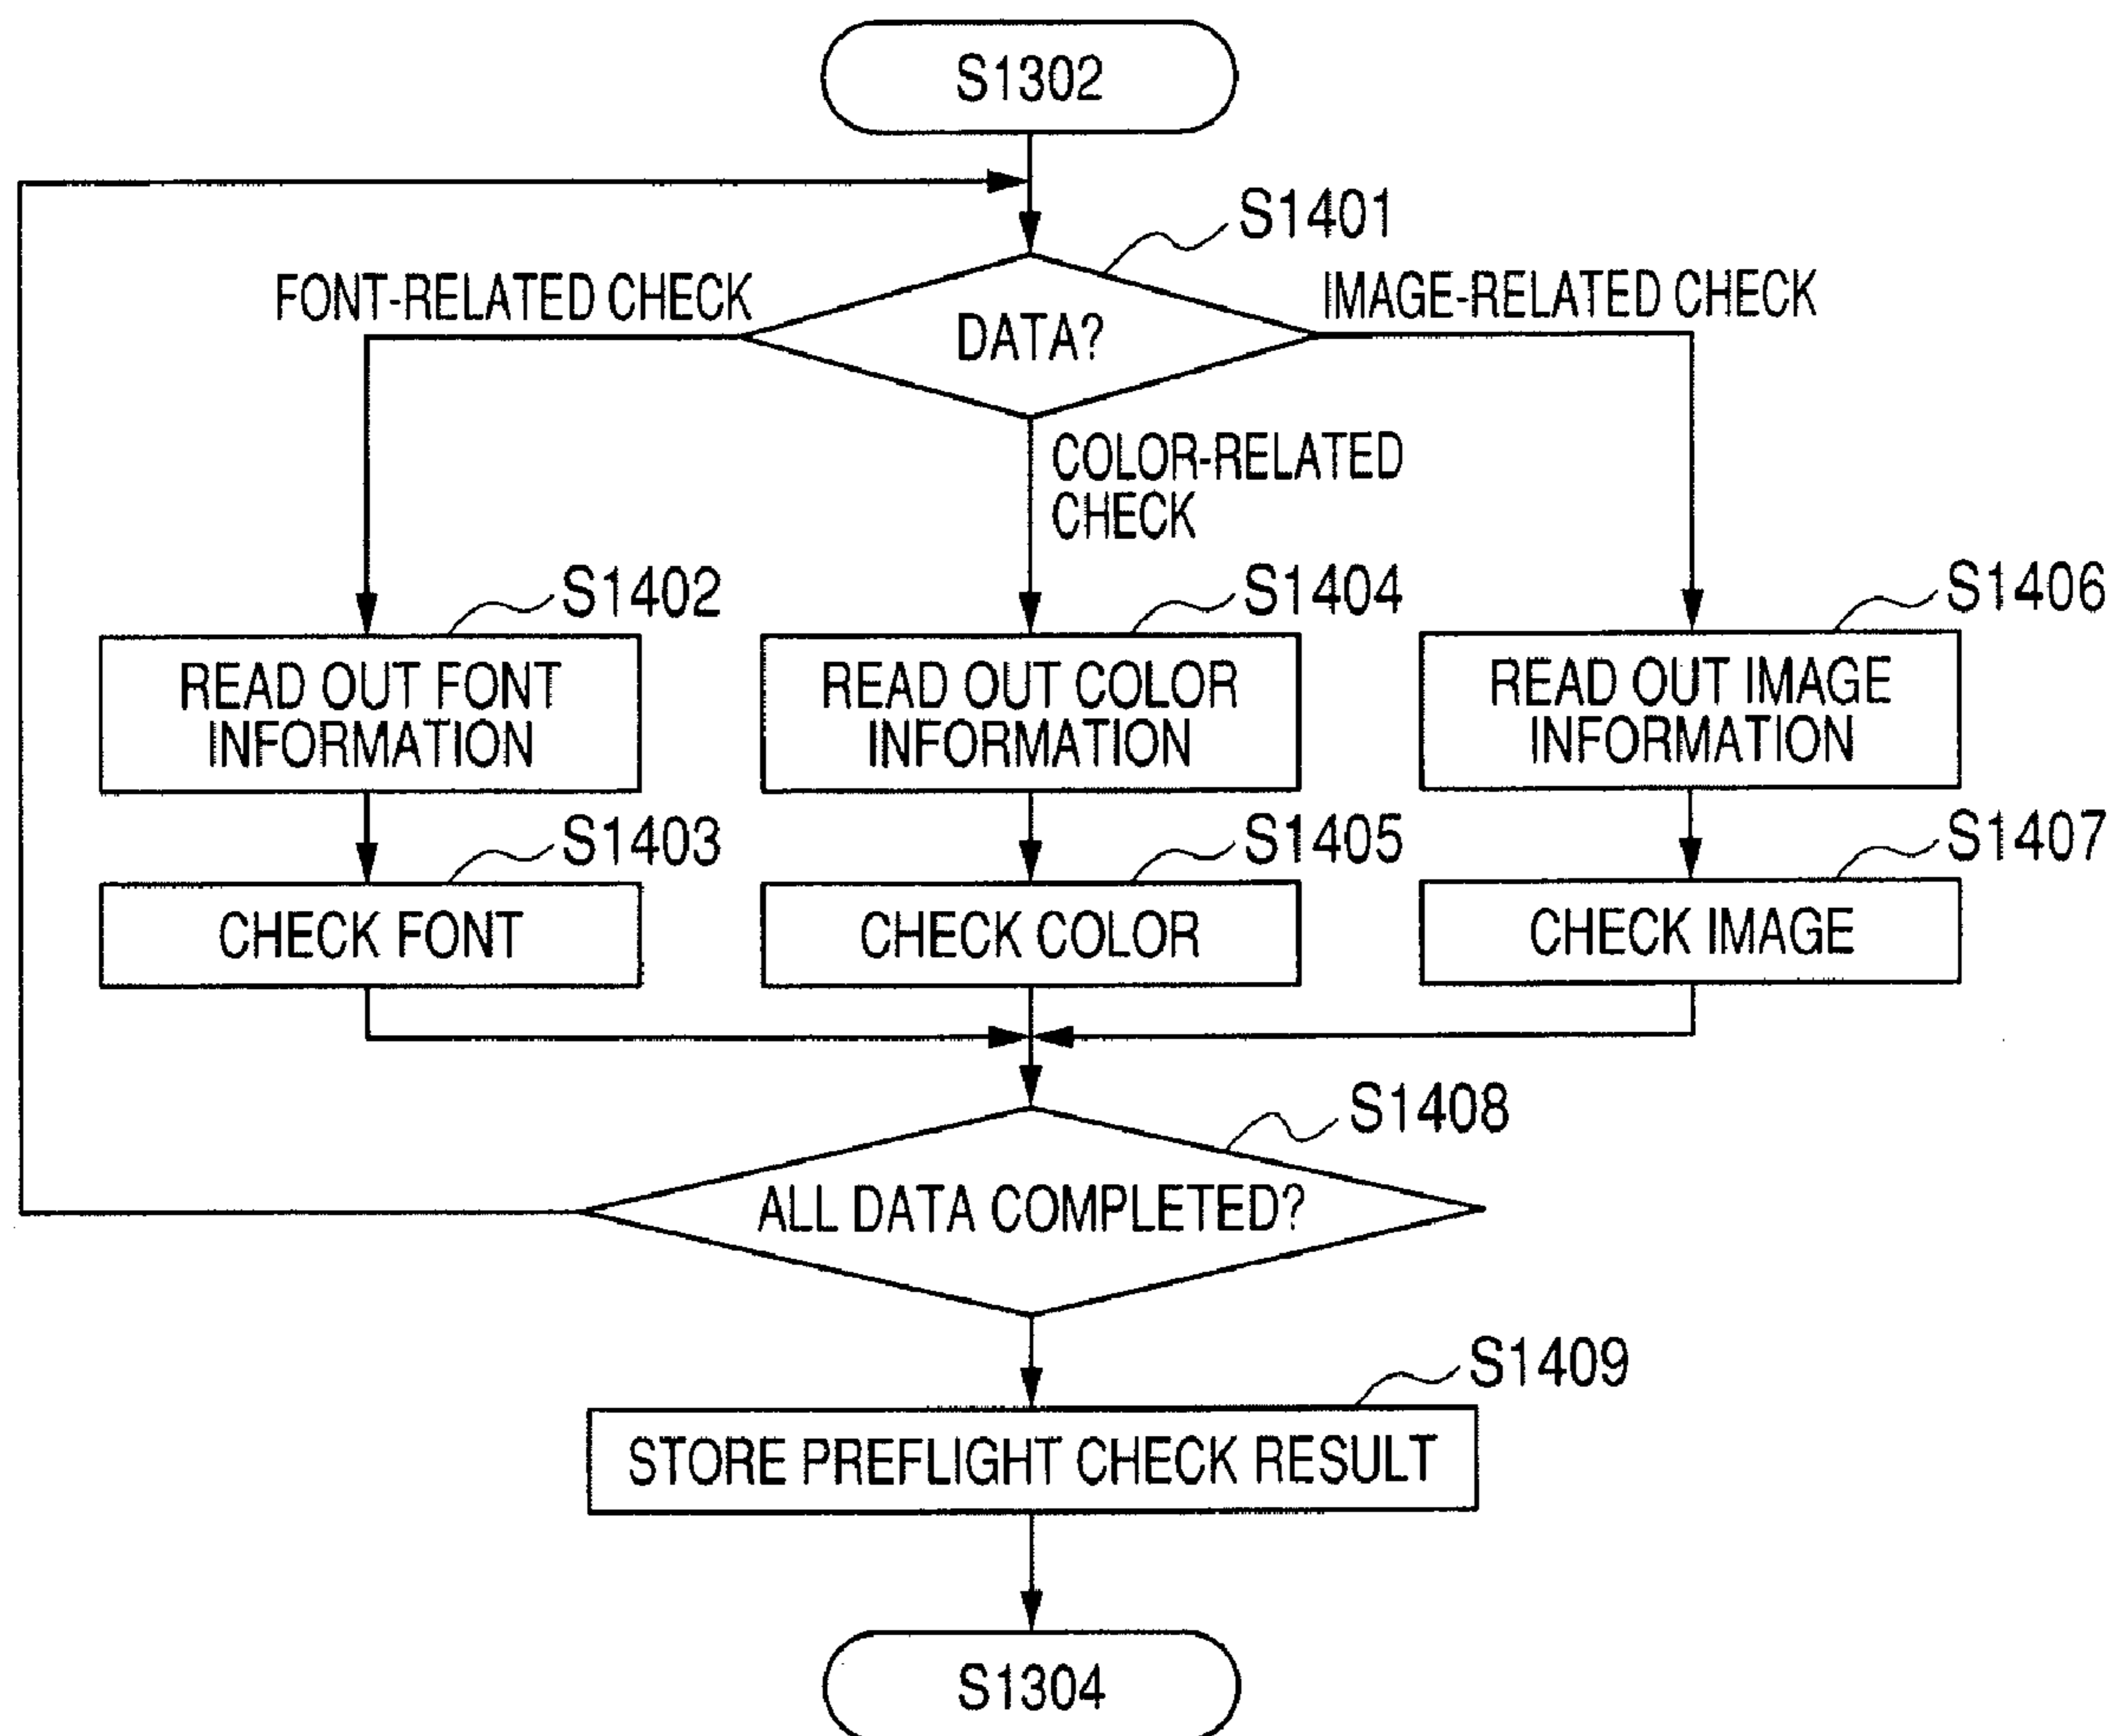 S1302
S1401
FONT-RELATED CHECK
IMAGE-RELATED CHECK
DATA?
COLOR-RELATED
CHECK
S1402
S1404
S1406
READ OUT FONT
INFORMATION
READ OUT COLOR
INFORMATION
READ OUT IMAGE
INFORMATION
S1403
S1405
S1407
CHECK FONT
CHECK COLOR
CHECK IMAGE
S1408
ALL DATA COMPLETED?
S1409
STORE PREFLIGHT CHECK RESULT
S1304